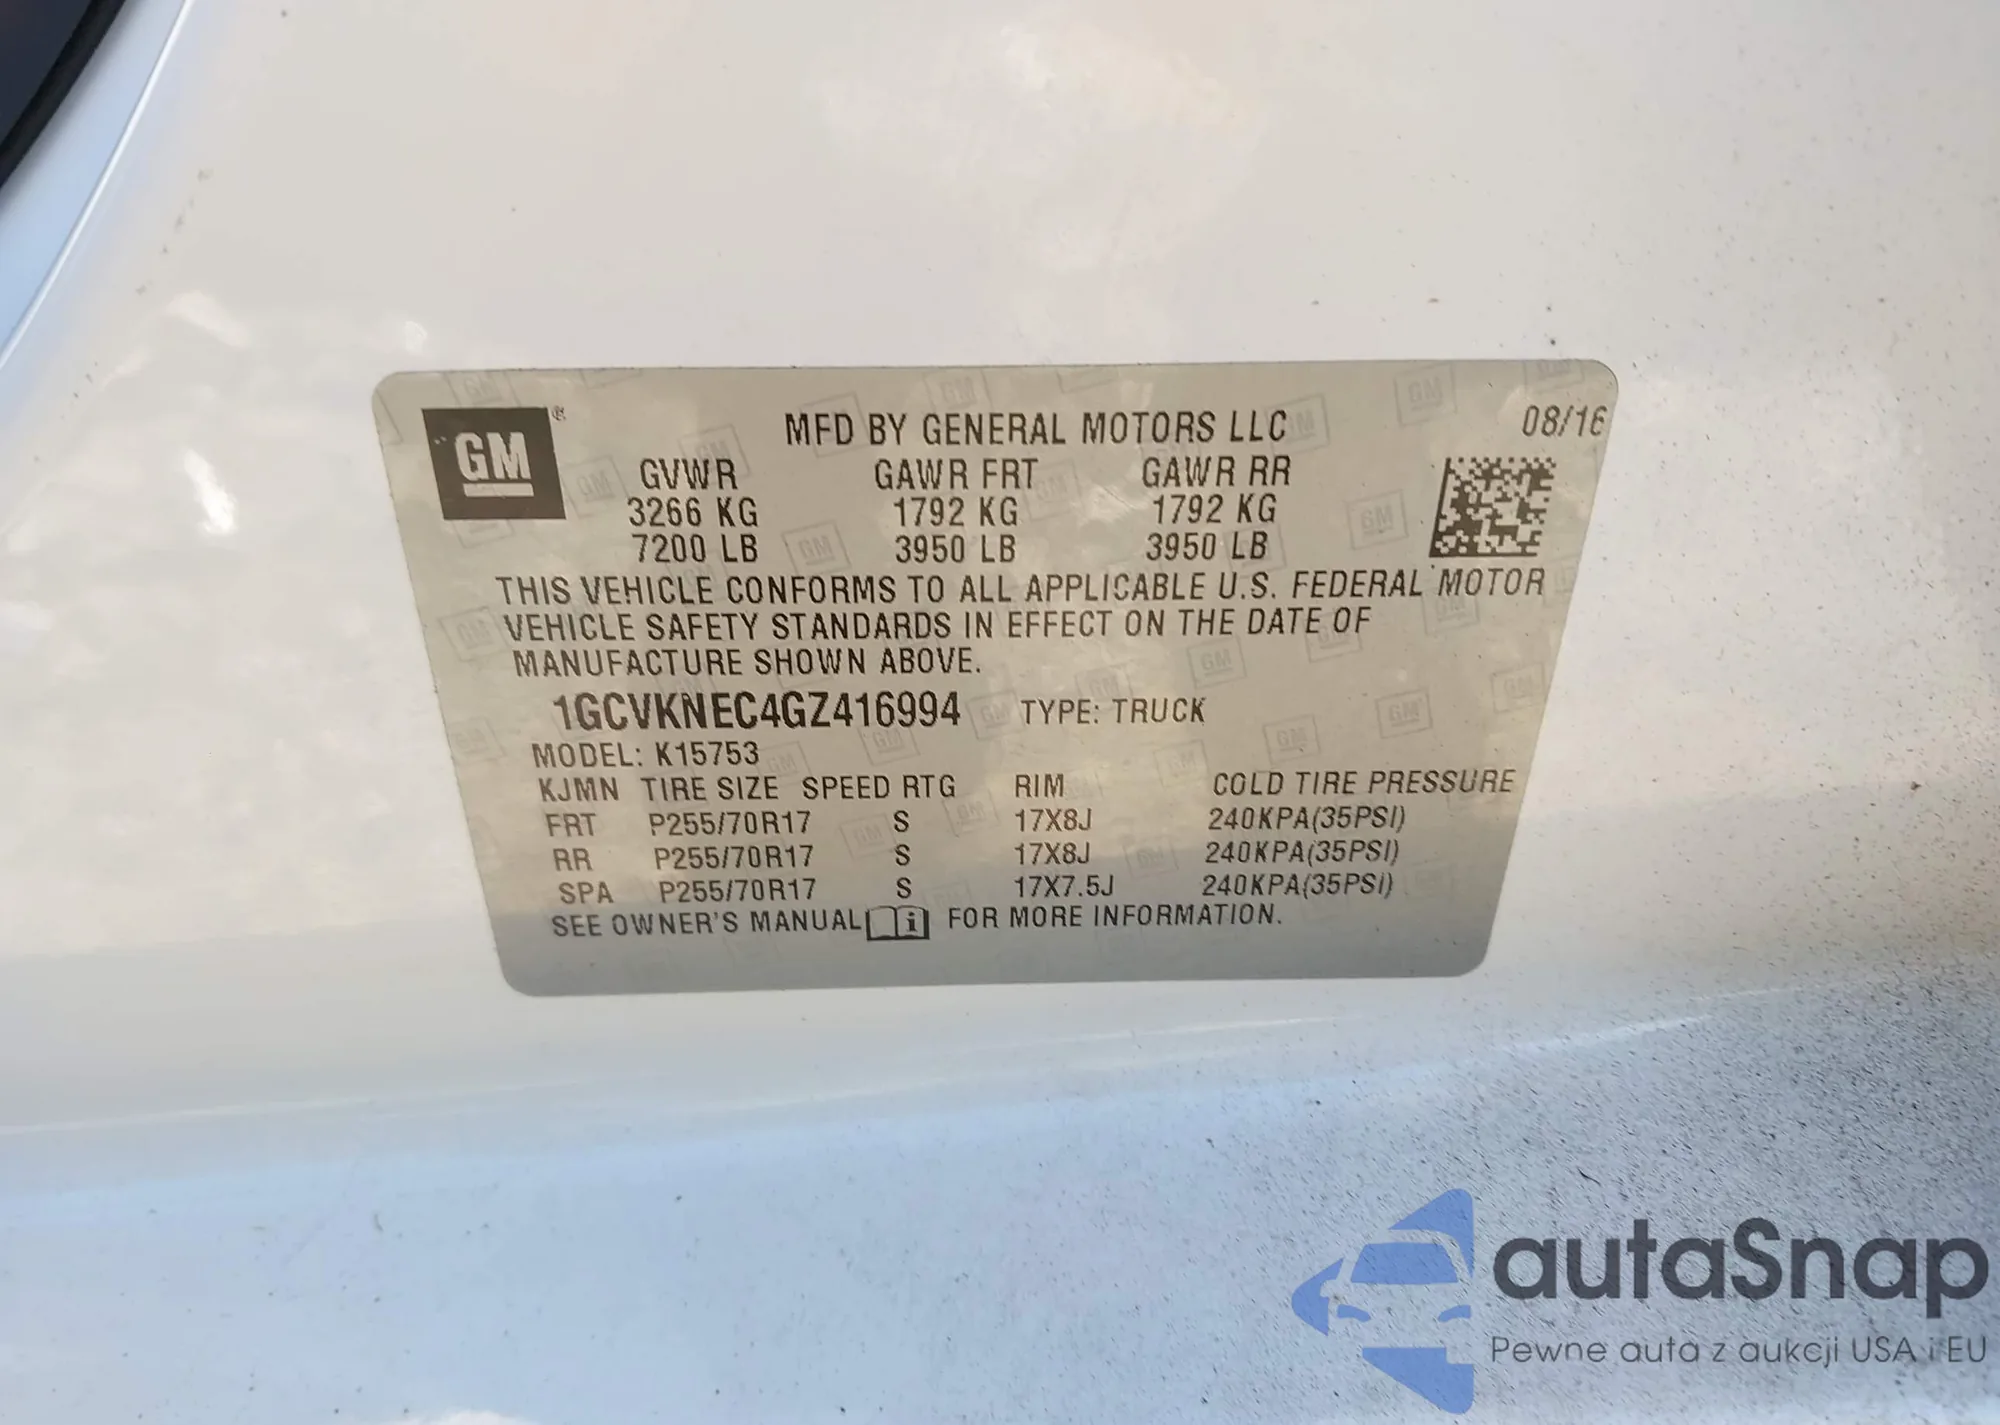 GM®
MFD BY GENERAL MOTORS LLC 08/16
GVWR GAWR FRT GAWR RR
3266 KG 1792 KG 1792 KG
7200 LB 3950 LB 3950 LB
THIS VEHICLE CONFORMS TO ALL APPLICABLE U.S. FEDERAL MOTOR
VEHICLE SAFETY STANDARDS IN EFFECT ON THE DATE OF
MANUFACTURE SHOWN ABOVE.
1GCVKNEC4GZ416994 TYPE: TRUCK
MODEL: K15753
KJMN TIRE SIZE SPEED RTG RIM COLD TIRE PRESSURE
FRT P255/70R17 S 17X8J 240KPA(35PSI)
RR P255/70R17 S 17X8J 240KPA(35PSI)
SPA P255/70R17 S 17X7.5J 240KPA(35PSI)
SEE OWNER'S MANUAL i FOR MORE INFORMATION.
autaSnap
Pewne auta z aukcji USA i EU